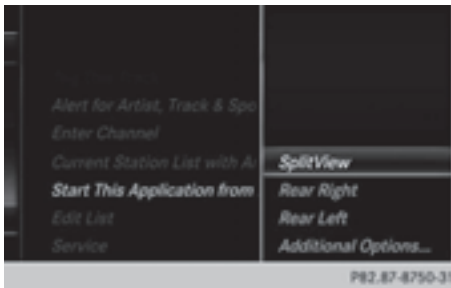 Alert for Artist, Track & Spo
Enter Channel
Current Station List with A
Start This Application from
Edit List
Service
SplitView
Rear Right
Rear Left
Additional Options...
P82.87-8750-31